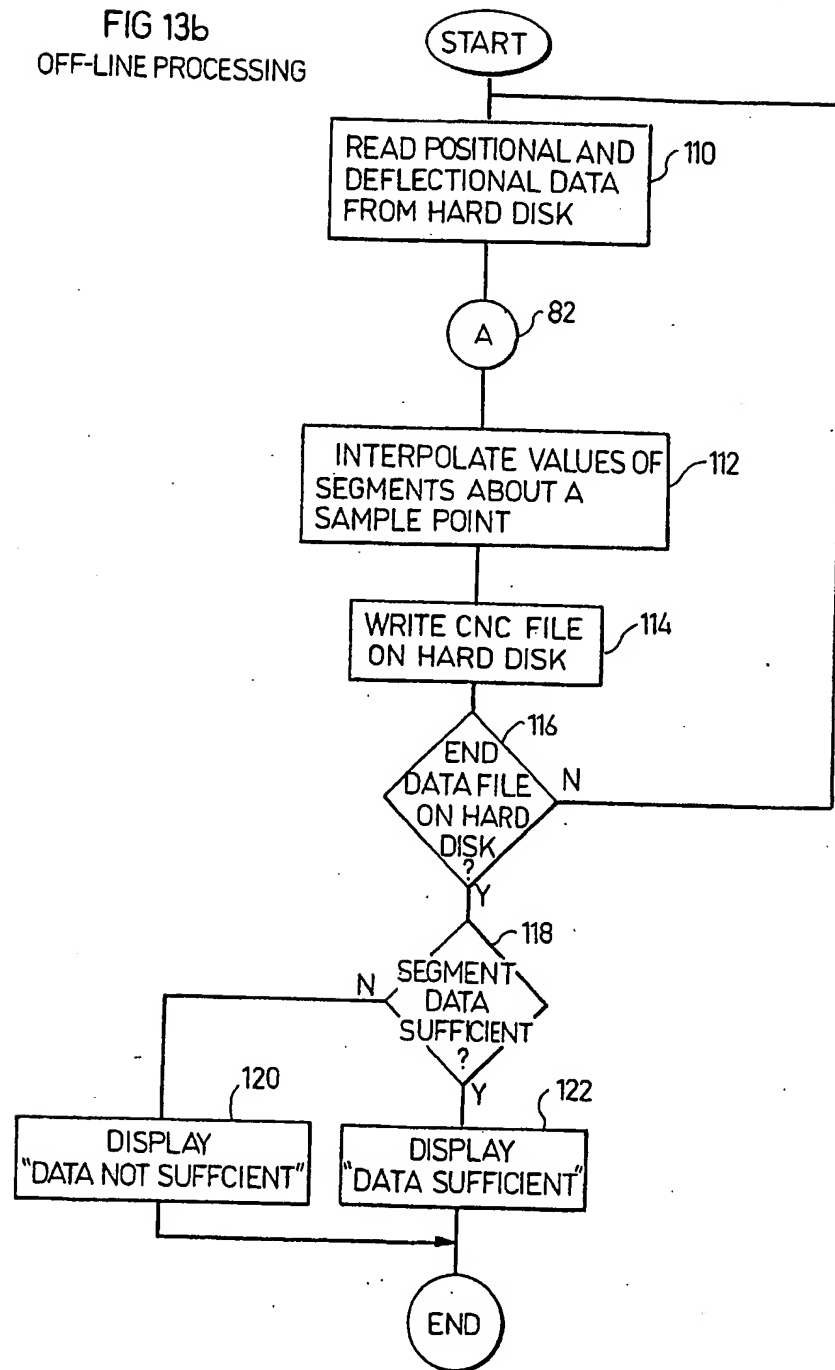 FIG 13b
OFF-LINE PROCESSING
START
READ POSITIONAL AND
DEFLECTIONAL DATA
FROM HARD DISK
110
A
82
INTERPOLATE VALUES OF
SEGMENTS ABOUT A
SAMPLE POINT
112
WRITE CNC FILE
ON HARD DISK
114
116
END
DATA FILE
ON HARD
DISK
?
N
Y
118
SEGMENT
DATA
SUFFICIENT
?
N
Y
120
DISPLAY
"DATA NOT SUFFCIENT"
122
DISPLAY
"DATA SUFFICIENT"
END